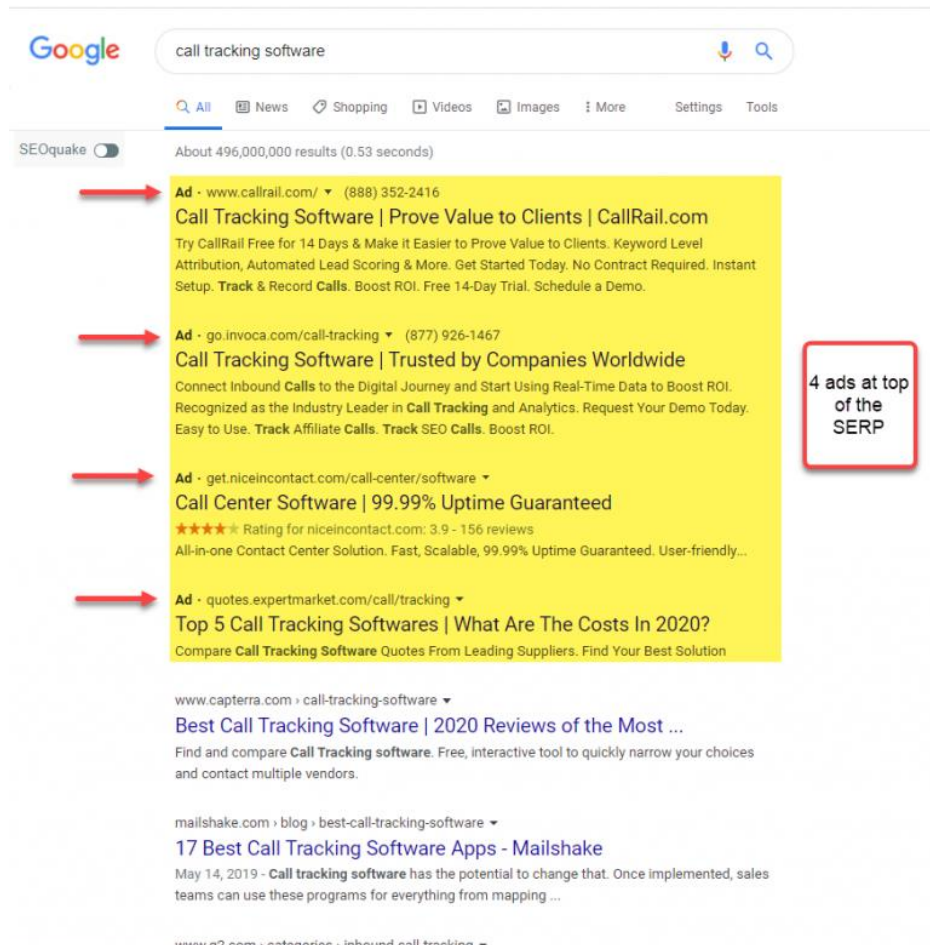 Google
call tracking software
All News Shopping Videos Images More Settings Tools
SEOquake
About 496,000,000 results (0.53 seconds)
Ad · www.callrail.com/ (888) 352-2416
Call Tracking Software | Prove Value to Clients | CallRail.com
Try CallRail Free for 14 Days & Make it Easier to Prove Value to Clients. Keyword Level
Attribution, Automated Lead Scoring & More. Get Started Today. No Contract Required. Instant
Setup. Track & Record Calls. Boost ROI. Free 14-Day Trial. Schedule a Demo.
Ad · go.invoca.com/call-tracking (877) 926-1467
Call Tracking Software | Trusted by Companies Worldwide
Connect Inbound Calls to the Digital Journey and Start Using Real-Time Data to Boost ROI.
Recognized as the Industry Leader in Call Tracking and Analytics. Request Your Demo Today.
Easy to Use. Track Affiliate Calls. Track SEO Calls. Boost ROI.
4 ads at top
of the
SERP
Ad · get.niceincontact.com/call-center/software
Call Center Software | 99.99% Uptime Guaranteed
Rating for niceincontact.com: 3.9 - 156 reviews
All-in-one Contact Center Solution. Fast, Scalable, 99.99% Uptime Guaranteed. User-friendly...
Ad · quotes.expertmarket.com/call/tracking
Top 5 Call Tracking Softwares | What Are The Costs In 2020?
Compare Call Tracking Software Quotes From Leading Suppliers. Find Your Best Solution
www.capterra.com › call-tracking-software
Best Call Tracking Software | 2020 Reviews of the Most ...
Find and compare Call Tracking software. Free, interactive tool to quickly narrow your choices
and contact multiple vendors.
mailshake.com › blog › best-call-tracking-software
17 Best Call Tracking Software Apps - Mailshake
May 14, 2019 - Call tracking software has the potential to change that. Once implemented, sales
teams can use these programs for everything from mapping ...
www.g2.com › categories › inbound-call-tracking